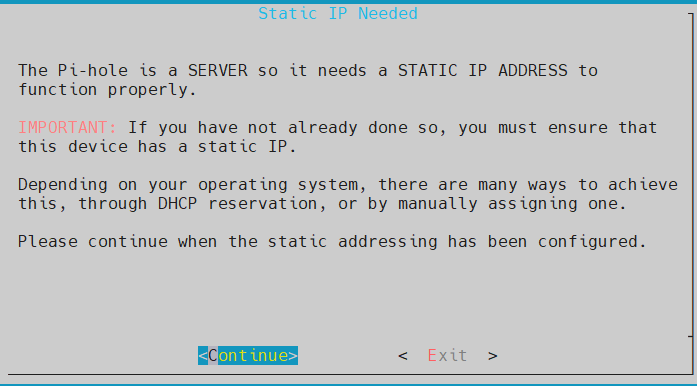 Static IP Needed
The Pi-hole is a SERVER so it needs a STATIC IP ADDRESS to
function properly.
IMPORTANT: If you have not already done so, you must ensure that
this device has a static IP.
Depending on your operating system, there are many ways to achieve
this, through DHCP reservation, or by manually assigning one.
Please continue when the static addressing has been configured.
<Continue> < Exit >